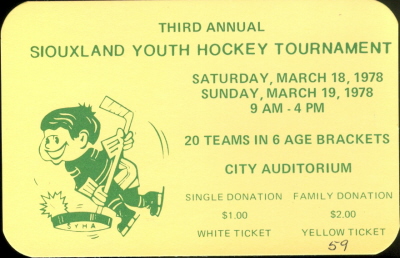 THIRD ANNUAL
SIOUXLAND YOUTH HOCKEY TOURNAMENT
SATURDAY, MARCH 18, 1978
SUNDAY, MARCH 19, 1978
9 AM - 4 PM
20 TEAMS IN 6 AGE BRACKETS
CITY AUDITORIUM
SYHA
SINGLE DONATION FAMILY DONATION
$1.00 $2.00
WHITE TICKET YELLOW TICKET
59